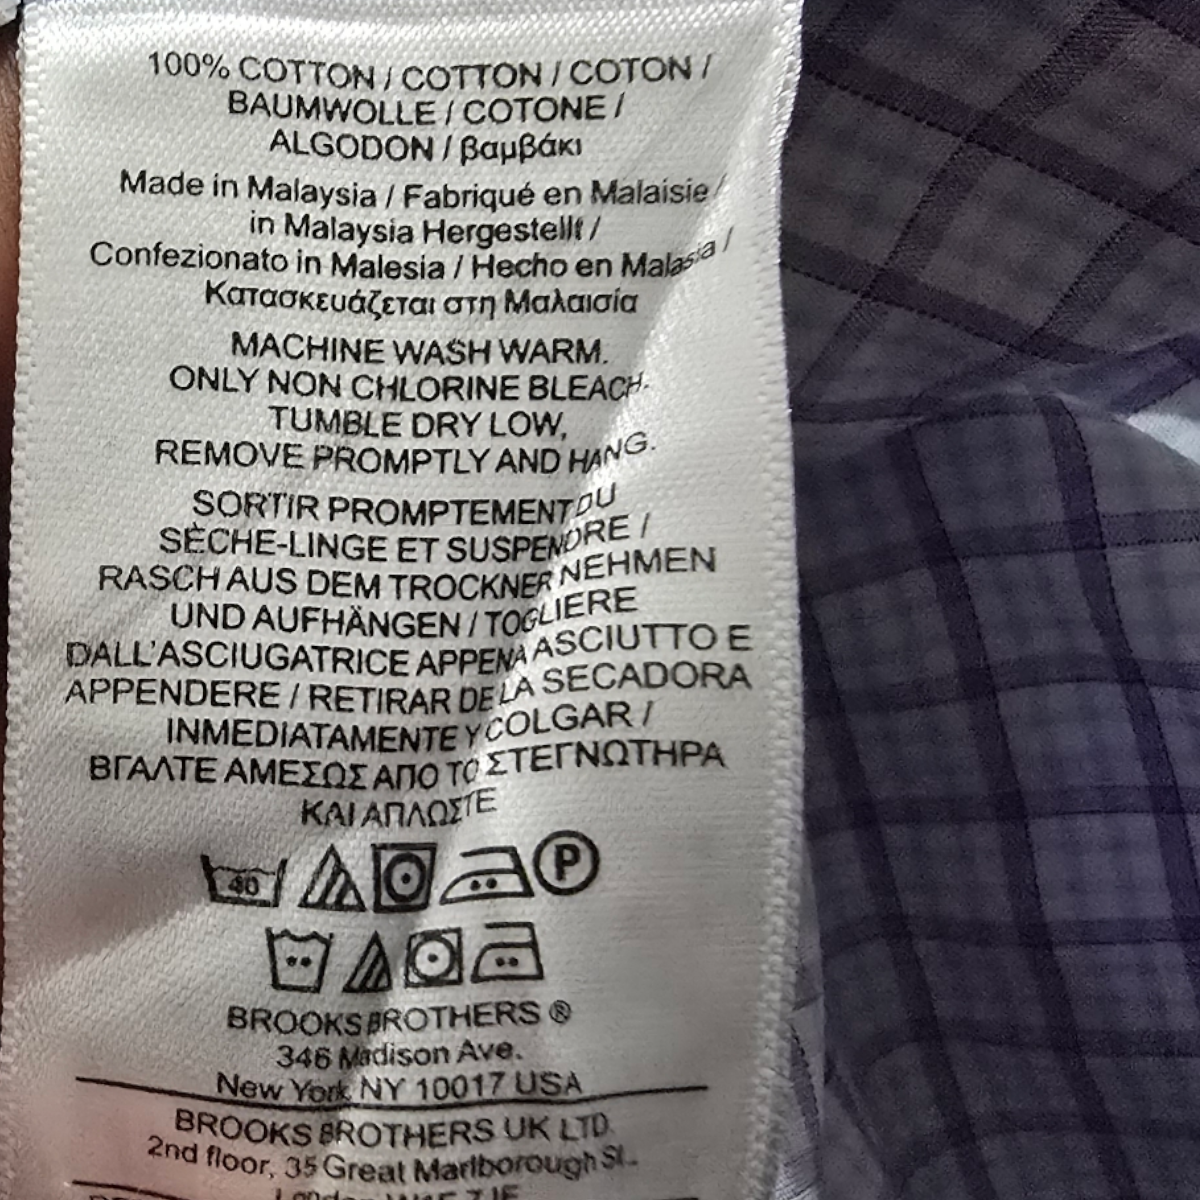 100% COTTON / COTTON / COTON /
BAUMWOLLE / COTONE /
ALGODON / βαμβάκι
Made in Malaysia / Fabriqué en Malaisie /
in Malaysia Hergestellt /
Confezionato in Malesia / Hecho en Malasia /
Κατασκευάζεται στη Μαλαισία
MACHINE WASH WARM.
ONLY NON CHLORINE BLEACH.
TUMBLE DRY LOW,
REMOVE PROMPTLY AND HANG.
SORTIR PROMPTEMENT DU
SÈCHE-LINGE ET SUSPENDRE /
RASCH AUS DEM TROCKNER NEHMEN
UND AUFHÄNGEN / TOGLIERE
DALL'ASCIUGATRICE APPENA ASCIUTTO E
APPENDERE / RETIRAR DE LA SECADORA
INMEDIATAMENTE Y COLGAR /
ΒΓΑΛΤΕ ΑΜΕΣΩΣ ΑΠΟ ΤΟ ΣΤΕΓΝΩΤΗΡΑ
ΚΑΙ ΑΠΛΩΣΤΕ
40 P
BROOKS BROTHERS ®
346 Madison Ave.
New York, NY 10017 USA
BROOKS BROTHERS UK LTD.
2nd floor, 35 Great Marlborough St..
London W1F 7JE